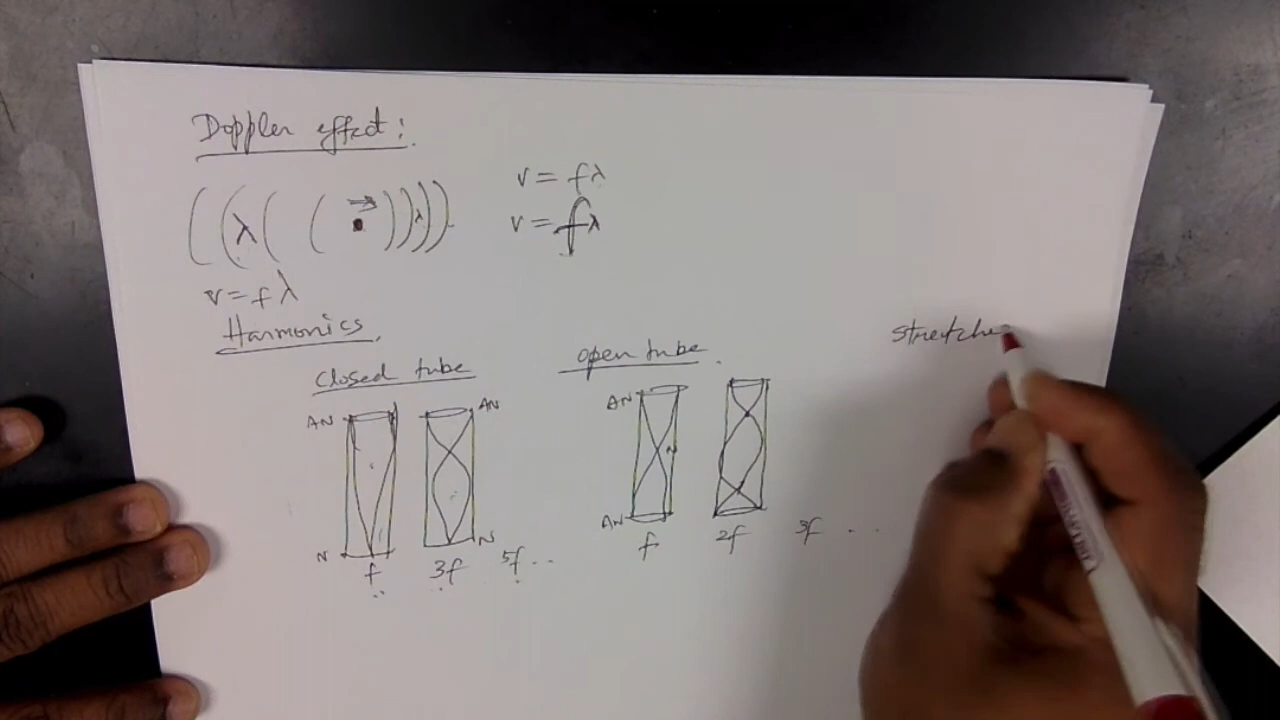 Doppler effect:
v = fλ
v = fλ
λ λ
v = fλ
Harmonics
closed tube
open tube
stretche
AN AN
N N
f 3f 5f ..
AN
N
AN
f 2f 3f ...